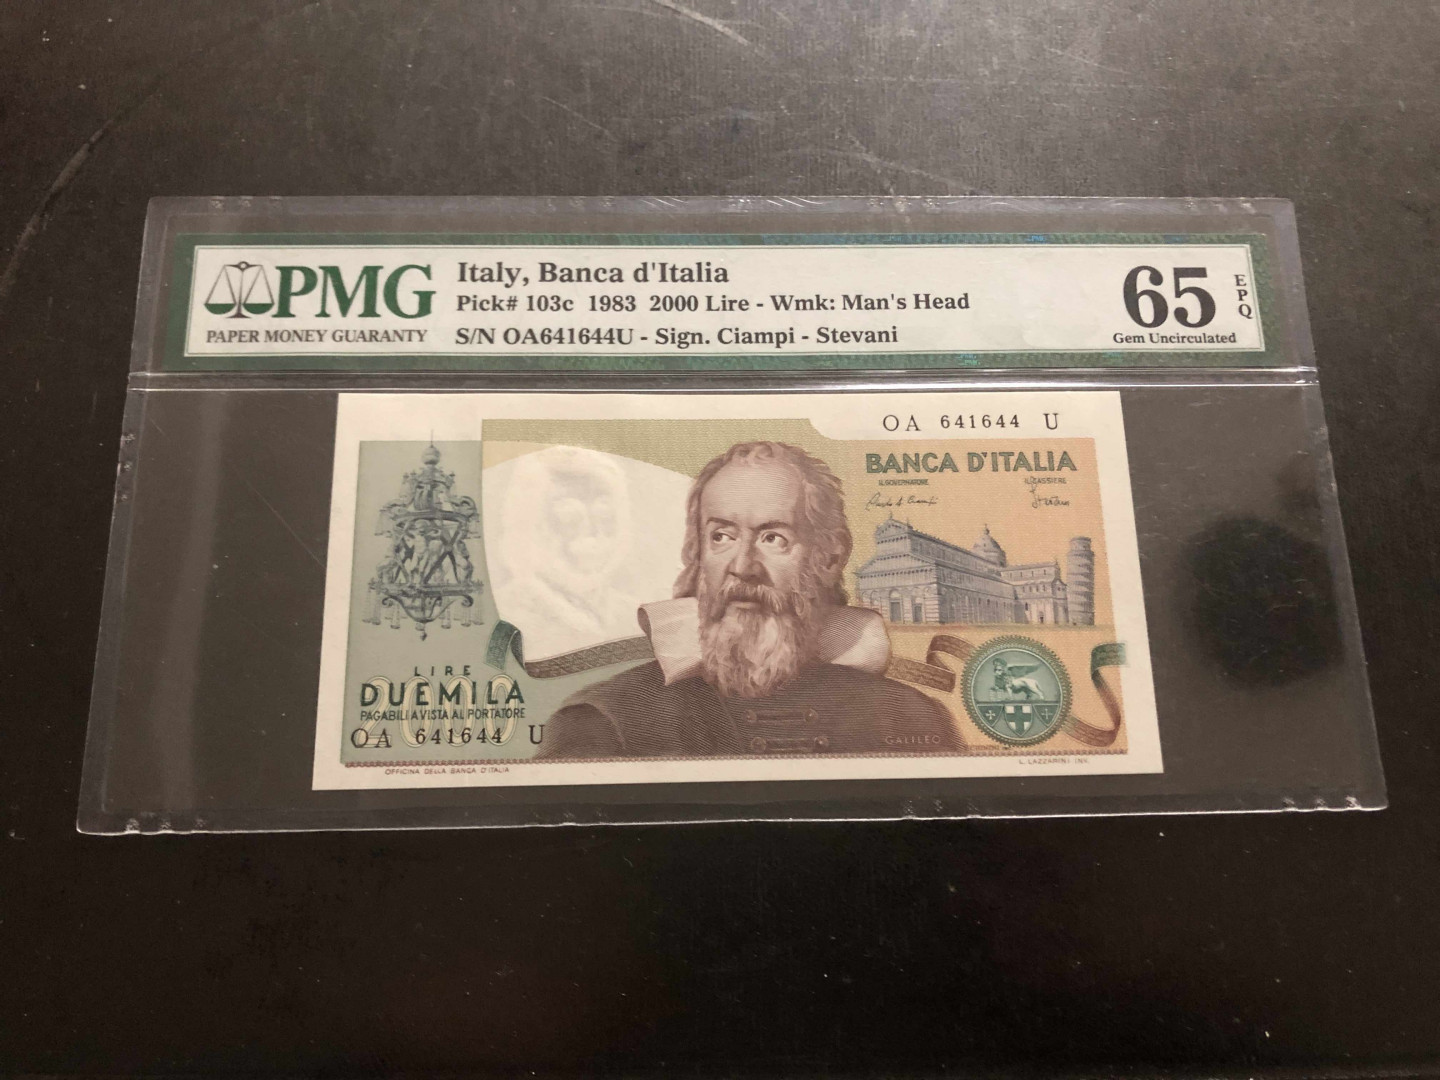 PMG
PAPER MONEY GUARANTY
Italy, Banca d'Italia
Pick# 103c 1983 2000 Lire - Wmk: Man's Head
S/N OA641644U - Sign. Ciampi - Stevani
65
EPQ
Gem Uncirculated
OA 641644 U
BANCA D'ITALIA
IL GOVERNATORE
IL CASSIERE
LIRE
DUEMILA
2000
PAGABILI A VISTA AL PORTATORE
OA 641644 U
GALILEO
OFFICINA DELLA BANCA D'ITALIA
L. LAZZARINI INV.